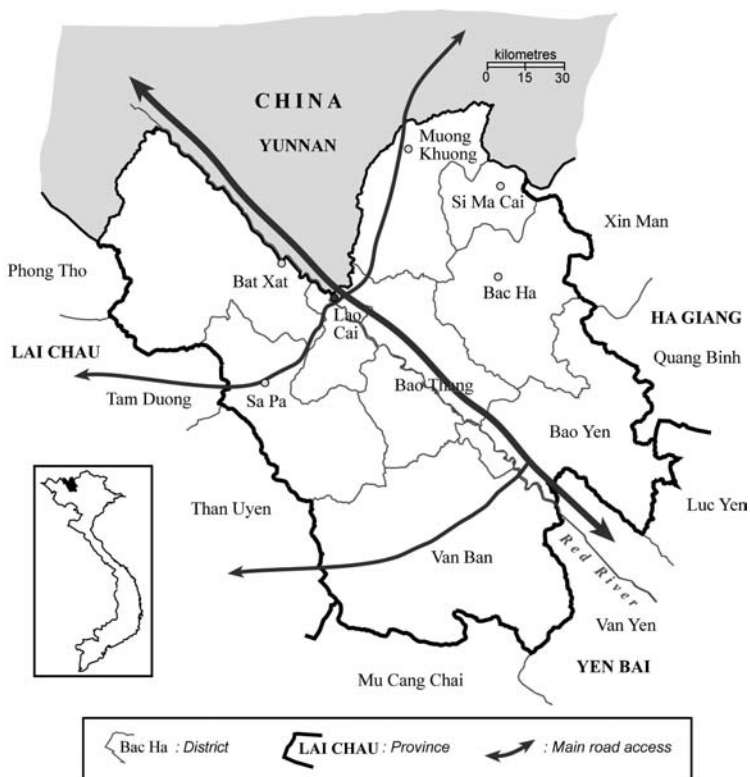 kilometres
0 15 30
CHINA
YUNNAN
Muong
Khuong
Si Ma Cai
Xin Man
Phong Tho
Bat Xat
Bac Ha
Lao
Cai
HA GIANG
LAI CHAU
Quang Binh
Tam Duong
Sa Pa
Bao Thang
Bao Yen
Than Uyen
Luc Yen
Van Ban
Red River
Van Yen
YEN BAI
Mu Cang Chai
Bac Ha : District
LAI CHAU : Province
: Main road access